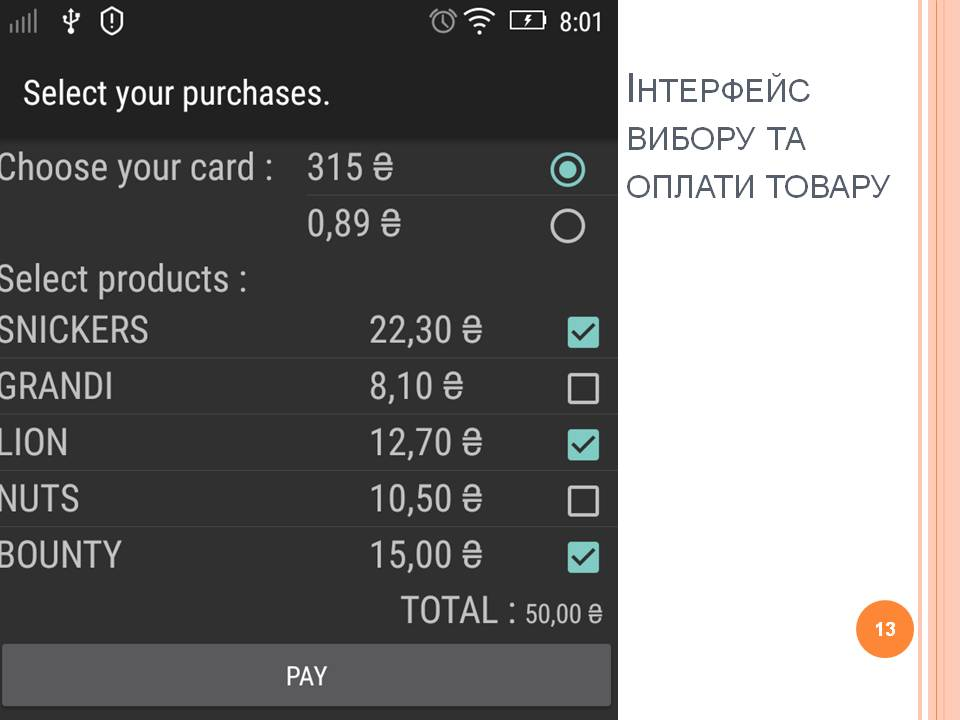 8:01
Select your purchases.
Choose your card : 315 ₴
0,89 ₴
Select products :
SNICKERS 22,30 ₴
GRANDI 8,10 ₴
LION 12,70 ₴
NUTS 10,50 ₴
BOUNTY 15,00 ₴
TOTAL : 50,00 ₴
PAY
ІНТЕРФЕЙС
ВИБОРУ ТА
ОПЛАТИ ТОВАРУ
13